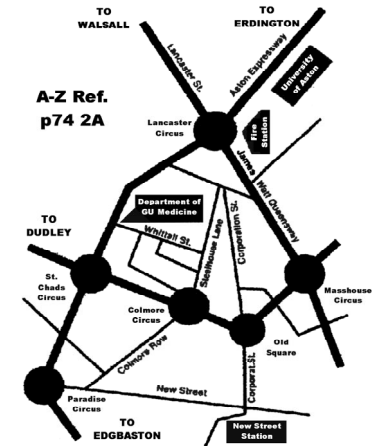 TO
WALSALL
TO
ERDINGTON
Lancaster St.
Aston Expressway
University
of Aston
A-Z Ref.
p74 2A
Lancaster
Circus
Fire
Station
James Watt Queensway
Department of
GU Medicine
Whittall St.
Steelhouse Lane
Corporation St.
TO
DUDLEY
St.
Chads
Circus
Colmore
Circus
Masshouse
Circus
Old
Square
Colmore Row
Corporat. St.
New Street
Paradise
Circus
TO
EDGBASTON
New Street
Station